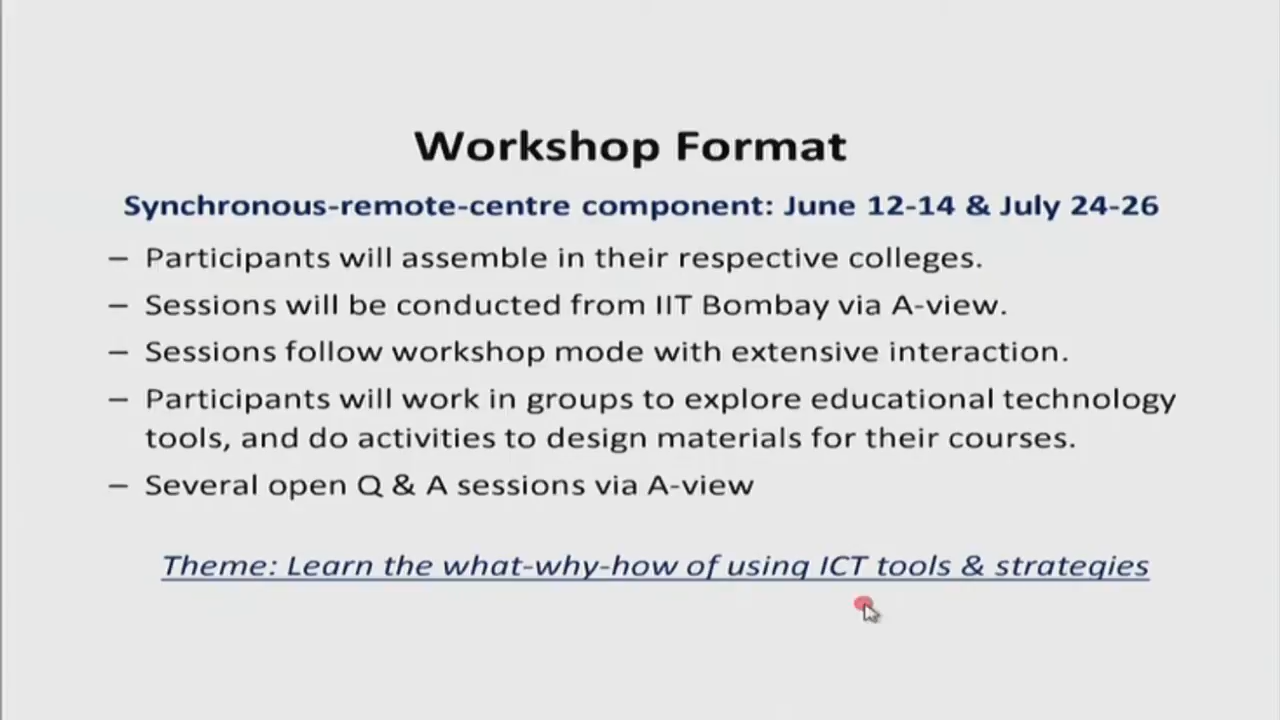 Workshop Format
Synchronous-remote-centre component: June 12-14 & July 24-26
– Participants will assemble in their respective colleges.
– Sessions will be conducted from IIT Bombay via A-view.
– Sessions follow workshop mode with extensive interaction.
– Participants will work in groups to explore educational technology
tools, and do activities to design materials for their courses.
– Several open Q & A sessions via A-view
Theme: Learn the what-why-how of using ICT tools & strategies